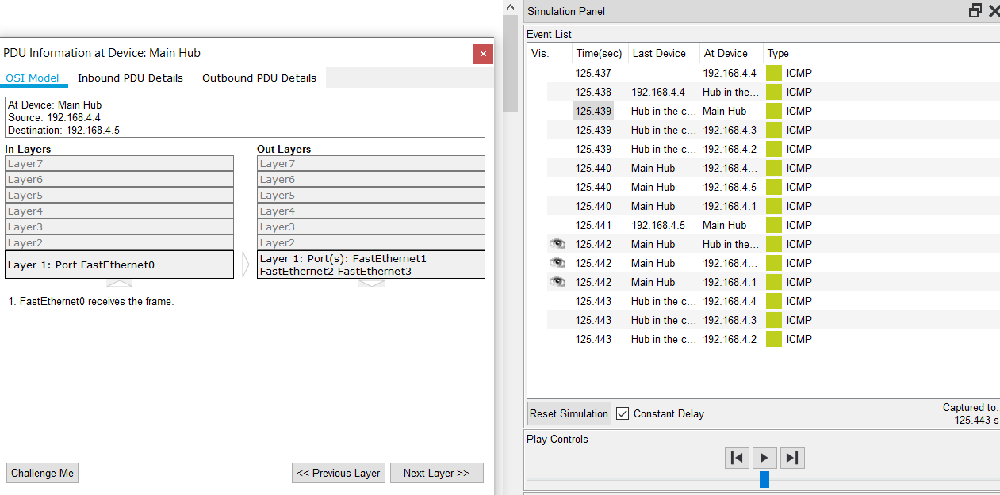 PDU Information at Device: Main Hub
OSI Model Inbound PDU Details Outbound PDU Details
At Device: Main Hub
Source: 192.168.4.4
Destination: 192.168.4.5
In Layers
Layer7
Layer6
Layer5
Layer4
Layer3
Layer2
Layer 1: Port FastEthernet0
Out Layers
Layer7
Layer6
Layer5
Layer4
Layer3
Layer2
Layer 1: Port(s): FastEthernet1
FastEthernet2 FastEthernet3
1. FastEthernet0 receives the frame.
Challenge Me << Previous Layer Next Layer >>
Simulation Panel
Event List
Vis. Time(sec) Last Device At Device Type
125.437 -- 192.168.4.4 ICMP
125.438 192.168.4.4 Hub in the... ICMP
125.439 Hub in the c... Main Hub ICMP
125.439 Hub in the c... 192.168.4.3 ICMP
125.439 Hub in the c... 192.168.4.2 ICMP
125.440 Main Hub 192.168.4... ICMP
125.440 Main Hub 192.168.4.5 ICMP
125.440 Main Hub 192.168.4.1 ICMP
125.441 192.168.4.5 Main Hub ICMP
125.442 Main Hub Hub in the... ICMP
125.442 Main Hub 192.168.4... ICMP
125.442 Main Hub 192.168.4.1 ICMP
125.443 Hub in the c... 192.168.4.4 ICMP
125.443 Hub in the c... 192.168.4.3 ICMP
125.443 Hub in the c... 192.168.4.2 ICMP
Reset Simulation Constant Delay
Captured to:
125.443 s
Play Controls